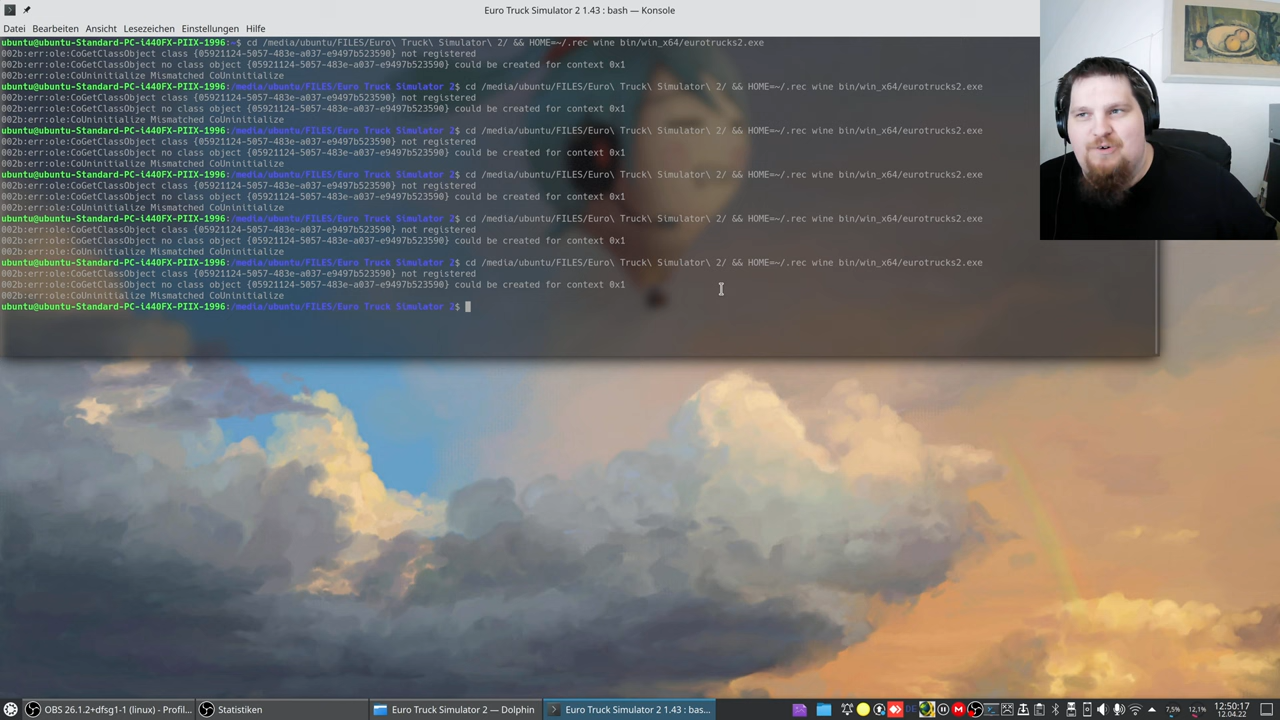 Euro Truck Simulator 2 1.43 : bash — Konsole
Datei Bearbeiten Ansicht Lesezeichen Einstellungen Hilfe
ubuntu@ubuntu-Standard-PC-i440FX-PIIX-1996:~$ cd /media/ubuntu/FILES/Euro\ Truck\ Simulator\ 2/ && HOME=~/.rec wine bin/win_x64/eurotrucks2.exe
002b:err:ole:CoGetClassObject class {05921124-5057-483e-a037-e9497b523590} not registered
002b:err:ole:CoGetClassObject no class object {05921124-5057-483e-a037-e9497b523590} could be created for context 0x1
002b:err:ole:CoUninitialize Mismatched CoUninitialize
ubuntu@ubuntu-Standard-PC-i440FX-PIIX-1996:/media/ubuntu/FILES/Euro Truck Simulator 2$ cd /media/ubuntu/FILES/Euro\ Truck\ Simulator\ 2/ && HOME=~/.rec wine bin/win_x64/eurotrucks2.exe
002b:err:ole:CoGetClassObject class {05921124-5057-483e-a037-e9497b523590} not registered
002b:err:ole:CoGetClassObject no class object {05921124-5057-483e-a037-e9497b523590} could be created for context 0x1
002b:err:ole:CoUninitialize Mismatched CoUninitialize
ubuntu@ubuntu-Standard-PC-i440FX-PIIX-1996:/media/ubuntu/FILES/Euro Truck Simulator 2$ cd /media/ubuntu/FILES/Euro\ Truck\ Simulator\ 2/ && HOME=~/.rec wine bin/win_x64/eurotrucks2.exe
002b:err:ole:CoGetClassObject class {05921124-5057-483e-a037-e9497b523590} not registered
002b:err:ole:CoGetClassObject no class object {05921124-5057-483e-a037-e9497b523590} could be created for context 0x1
002b:err:ole:CoUninitialize Mismatched CoUninitialize
ubuntu@ubuntu-Standard-PC-i440FX-PIIX-1996:/media/ubuntu/FILES/Euro Truck Simulator 2$ cd /media/ubuntu/FILES/Euro\ Truck\ Simulator\ 2/ && HOME=~/.rec wine bin/win_x64/eurotrucks2.exe
002b:err:ole:CoGetClassObject class {05921124-5057-483e-a037-e9497b523590} not registered
002b:err:ole:CoGetClassObject no class object {05921124-5057-483e-a037-e9497b523590} could be created for context 0x1
002b:err:ole:CoUninitialize Mismatched CoUninitialize
ubuntu@ubuntu-Standard-PC-i440FX-PIIX-1996:/media/ubuntu/FILES/Euro Truck Simulator 2$ cd /media/ubuntu/FILES/Euro\ Truck\ Simulator\ 2/ && HOME=~/.rec wine bin/win_x64/eurotrucks2.exe
002b:err:ole:CoGetClassObject class {05921124-5057-483e-a037-e9497b523590} not registered
002b:err:ole:CoGetClassObject no class object {05921124-5057-483e-a037-e9497b523590} could be created for context 0x1
002b:err:ole:CoUninitialize Mismatched CoUninitialize
ubuntu@ubuntu-Standard-PC-i440FX-PIIX-1996:/media/ubuntu/FILES/Euro Truck Simulator 2$ cd /media/ubuntu/FILES/Euro\ Truck\ Simulator\ 2/ && HOME=~/.rec wine bin/win_x64/eurotrucks2.exe
002b:err:ole:CoGetClassObject class {05921124-5057-483e-a037-e9497b523590} not registered
002b:err:ole:CoGetClassObject no class object {05921124-5057-483e-a037-e9497b523590} could be created for context 0x1
002b:err:ole:CoUninitialize Mismatched CoUninitialize
ubuntu@ubuntu-Standard-PC-i440FX-PIIX-1996:/media/ubuntu/FILES/Euro Truck Simulator 2$
OBS 26.1.2+dfsg1-1 (linux) - Profil... Statistiken Euro Truck Simulator 2 — Dolphin Euro Truck Simulator 2 1.43 : bas... DE 7,5% 12,1% 12:50:17
12.04.22